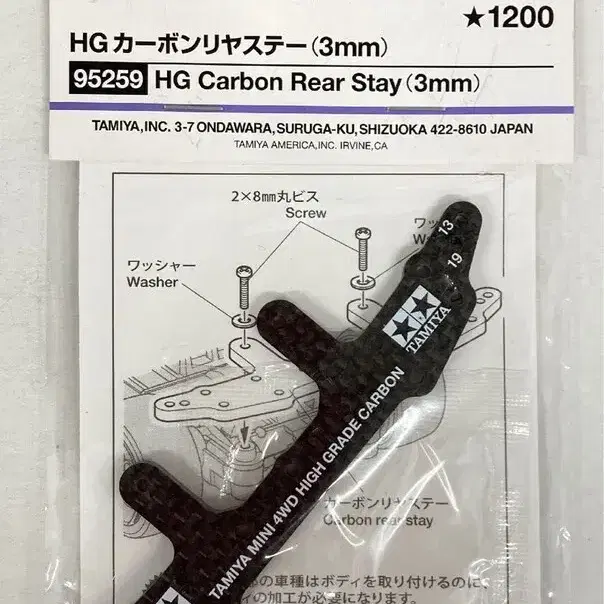 ★1200
HGカーボンリヤステー(3mm)
95259 HG Carbon Rear Stay (3mm)
TAMIYA, INC. 3-7 ONDAWARA, SURUGA-KU, SHIZUOKA 422-8610 JAPAN
TAMIYA AMERICA, INC. IRVINE, CA
2×8mm丸ビス
Screw
ワッシャー
Washer
13
19
TAMIYA
TAMIYA MINI 4WD HIGH GRADE CARBON
カーボンリヤステー
Carbon rear stay
の車種はボディを取り付けるのに、
の加工が必要になります。